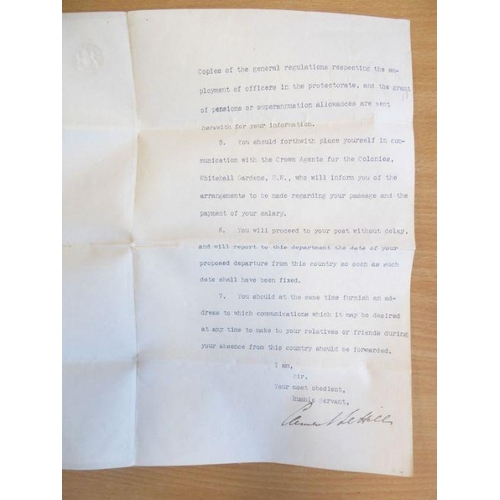 Copies of the general regulations respecting the em-
ployment of officers in the protectorate, and the grant
of pensions or superannuation allowances are sent
herewith for your information.
5. You should forthwith place yourself in com-
munication with the Crown Agents for the Colonies,
Whitehall Gardens, S.W., who will inform you of the
arrangements to be made regarding your passage and the
payment of your salary.
6. You will proceed to your post without delay,
and will report to this department the date of your
proposed departure from this country so soon as such
date shall have been fixed.
7. You should at the same time furnish an ad-
dress to which communications which it may be desired
at any time to make to your relatives or friends during
your absence from this country should be forwarded.
I am,
Sir,
Your most obedient,
Humble Servant,